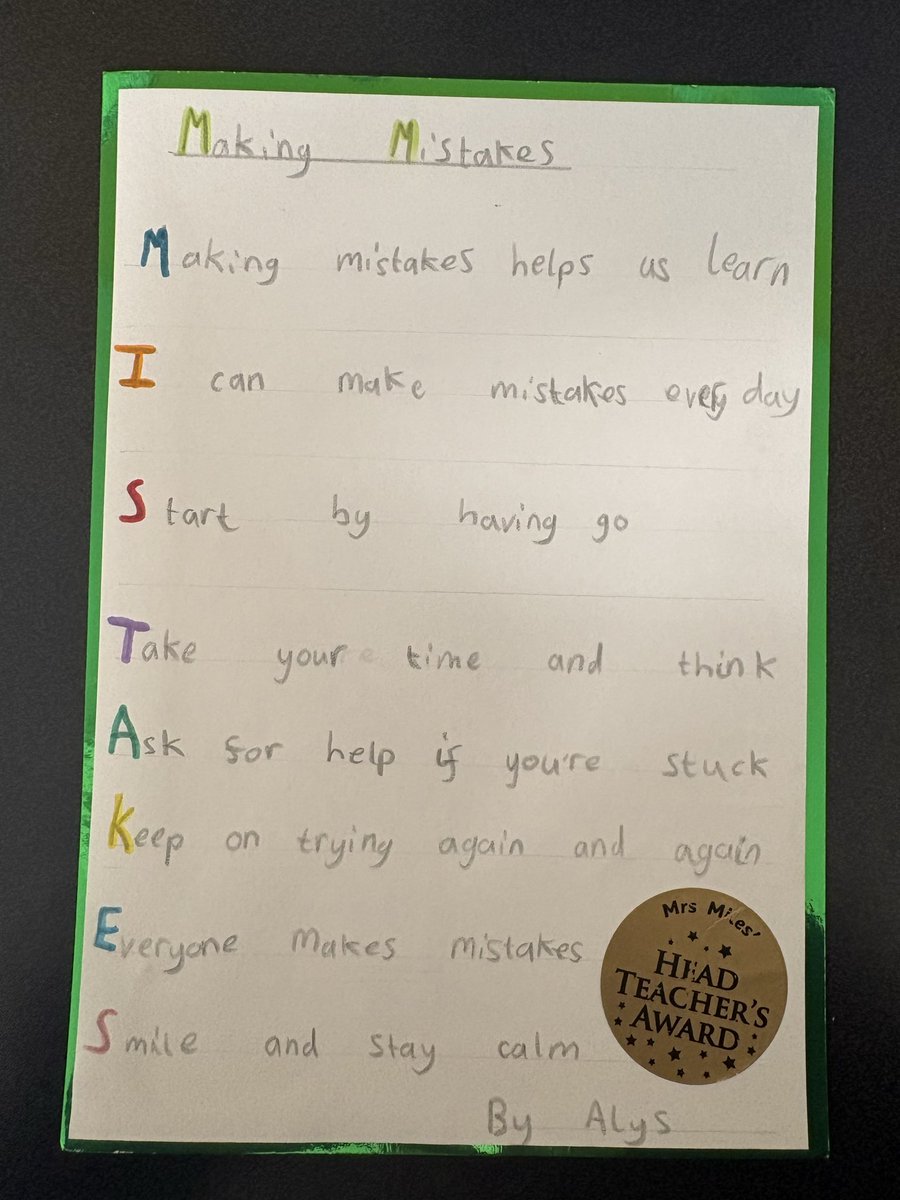 Making Mistakes
Making mistakes helps us learn
I can make mistakes every day
Start by having go
Take your time and think
Ask for help if you're stuck
Keep on trying again and again
Everyone makes mistakes
Smile and stay calm
By Alys
Mrs Miles'
HEAD
TEACHER'S
AWARD